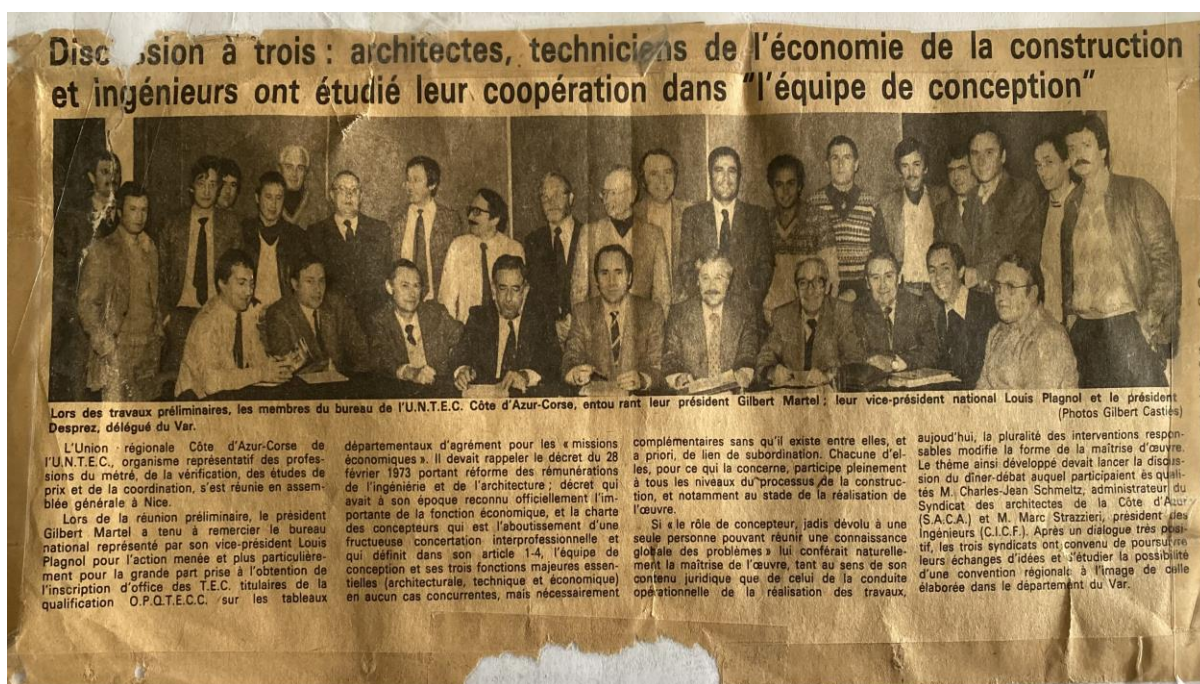 Disc ssion à trois : architectes, techniciens de l'économie de la construction
et ingénieurs ont étudié leur coopération dans "l'équipe de conception"
Lors des travaux préliminaires, les membres du bureau de l'U.N.T.E.C. Côte d'Azur-Corse, entou rant leur président Gilbert Martel ; leur vice-président national Louis Plagnol et le président
Desprez, délégué du Var.
(Photos Gilbert Castiès)
L'Union régionale Côte d'Azur-Corse de
l'U.N.T.E.C., organisme représentatif des profes-
sions du métré, de la vérification, des études de
prix et de la coordination, s'est réunie en assem-
blée générale à Nice.
Lors de la réunion préliminaire, le président
Gilbert Martel a tenu à remercier le bureau
national représenté par son vice-président Louis
Plagnol pour l'action menée et plus particulière-
ment pour la grande part prise à l'obtention de
l'inscription d'office des T.E.C. titulaires de la
qualification O.P.Q.T.E.C.C. sur les tableaux
départementaux d'agrément pour les « missions
économiques ». Il devait rappeler le décret du 28
février 1973 portant réforme des rémunérations
de l'ingénierie et de l'architecture ; décret qui
avait à son époque reconnu officiellement l'im-
portante de la fonction économique, et la charte
des concepteurs qui est l'aboutissement d'une
fructueuse concertation interprofessionnelle et
qui définit dans son article 1-4, l'équipe de
conception et ses trois fonctions majeures essen-
tielles (architecturale, technique et économique)
en aucun cas concurrentes, mais nécessairement
complémentaires sans qu'il existe entre elles, et
a priori, de lien de subordination. Chacune d'el-
les, pour ce qui la concerne, participe pleinement
à tous les niveaux du processus de la construc-
tion, et notamment au stade de la réalisation de
l'œuvre.
Si « le rôle de concepteur, jadis dévolu à une
seule personne pouvant réunir une connaissance
globale des problèmes » lui conférait naturelle-
ment la maîtrise de l'œuvre, tant au sens de son
contenu juridique que de celui de la conduite
opérationnelle de la réalisation des travaux,
aujourd'hui, la pluralité des interventions respon-
sables modifie la forme de la maîtrise d'œuvre.
Le thème ainsi développé devait lancer la discus-
sion du dîner-débat auquel participaient ès quali-
tés M. Charles-Jean Schmeltz, administrateur du
Syndicat des architectes de la Côte d'Azur
(S.A.C.A.) et M. Marc Strazzieri, président des
Ingénieurs (C.I.C.F.). Après un dialogue très posi-
tif, les trois syndicats ont convenu de poursuivre
leurs échanges d'idées et d'étudier la possibilité
d'une convention régionale à l'image de celle
élaborée dans le département du Var.